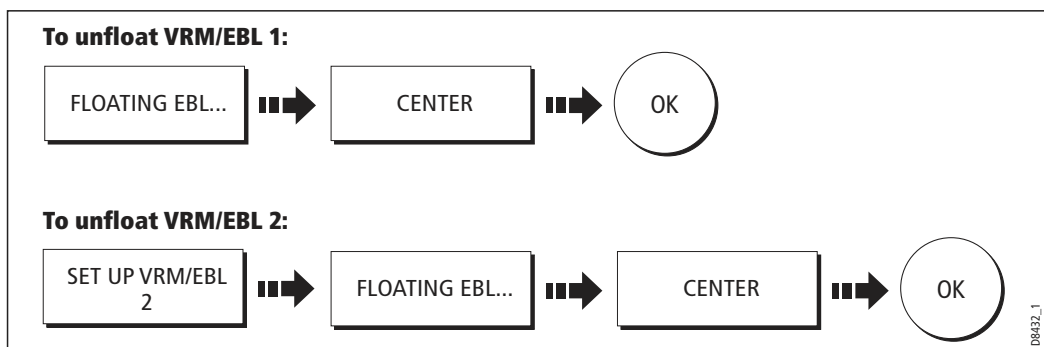 To unfloat VRM/EBL 1:
FLOATING EBL...
CENTER
OK
To unfloat VRM/EBL 2:
SET UP VRM/EBL
2
FLOATING EBL...
CENTER
OK
D8432_1